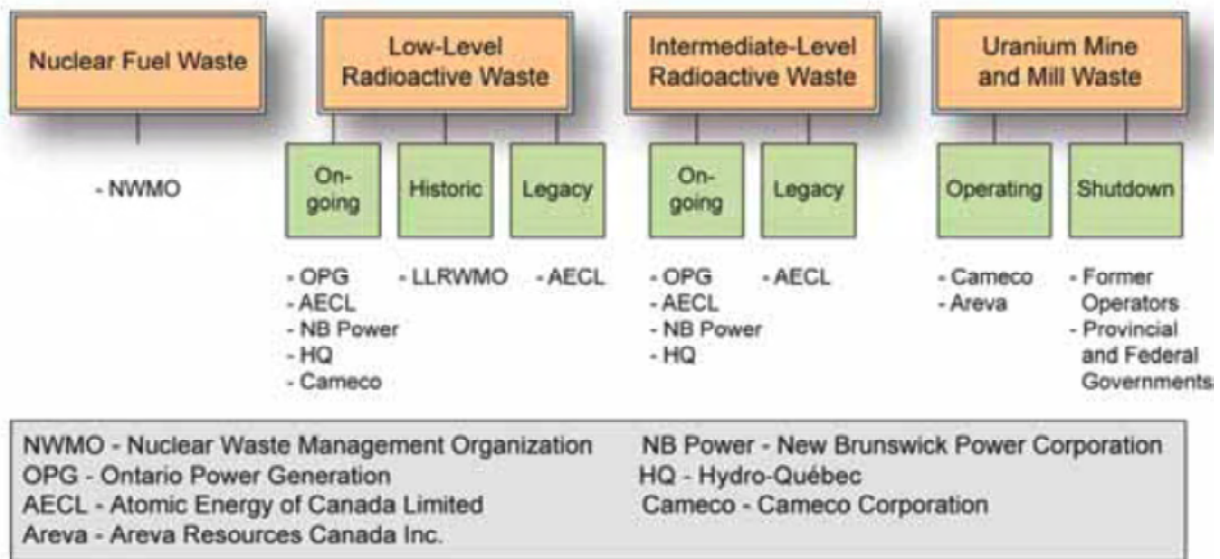 Nuclear Fuel Waste
- NWMO
Low-Level
Radioactive Waste
On-
going
- OPG
- AECL
- NB Power
- HQ
- Cameco
Historic
- LLRWMO
Legacy
- AECL
Intermediate-Level
Radioactive Waste
On-
going
- OPG
- AECL
- NB Power
- HQ
Legacy
- AECL
Uranium Mine
and Mill Waste
Operating
- Cameco
- Areva
Shutdown
- Former
Operators
- Provincial
and Federal
Governments
NWMO - Nuclear Waste Management Organization
OPG - Ontario Power Generation
AECL - Atomic Energy of Canada Limited
Areva - Areva Resources Canada Inc.
NB Power - New Brunswick Power Corporation
HQ - Hydro-Québec
Cameco - Cameco Corporation